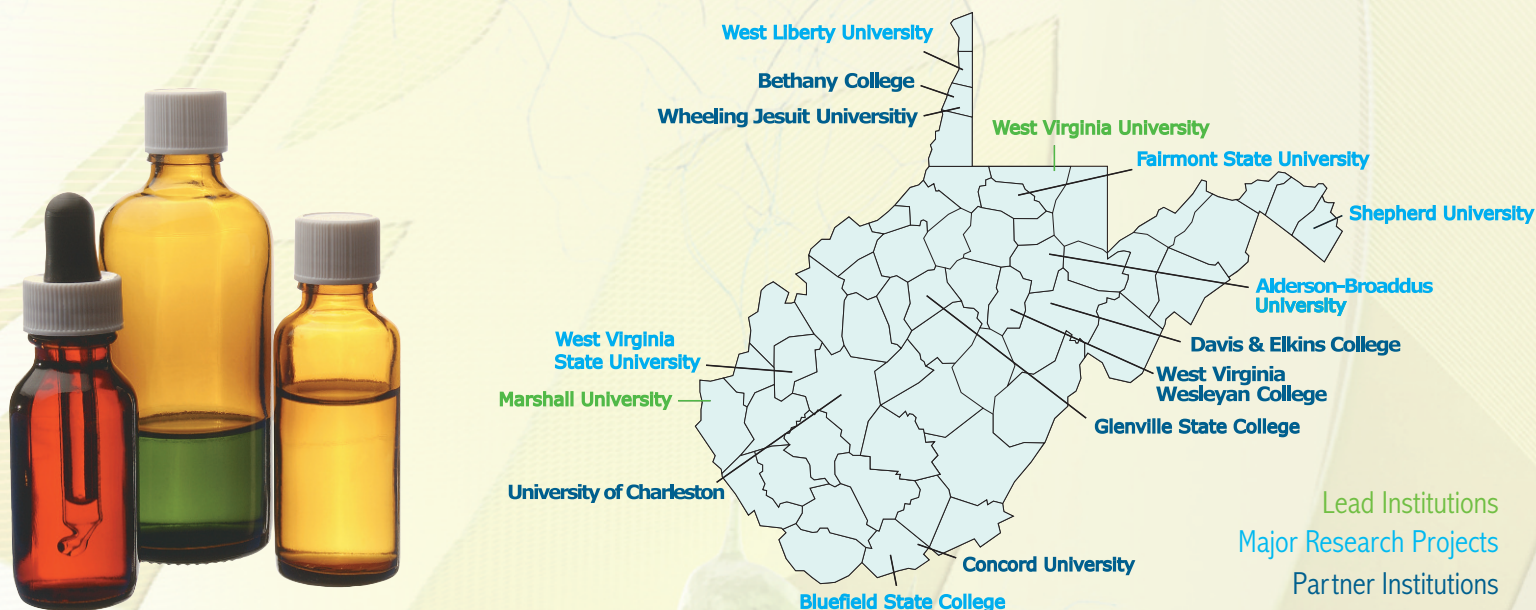 West Liberty University
Bethany College
Wheeling Jesuit Universitiy
West Virginia University
Fairmont State University
Shepherd University
Alderson-Broaddus
University
West Virginia
State University
Davis & Elkins College
West Virginia
Wesleyan College
Marshall University
Glenville State College
University of Charleston
Concord University
Bluefield State College
Lead Institutions
Major Research Projects
Partner Institutions